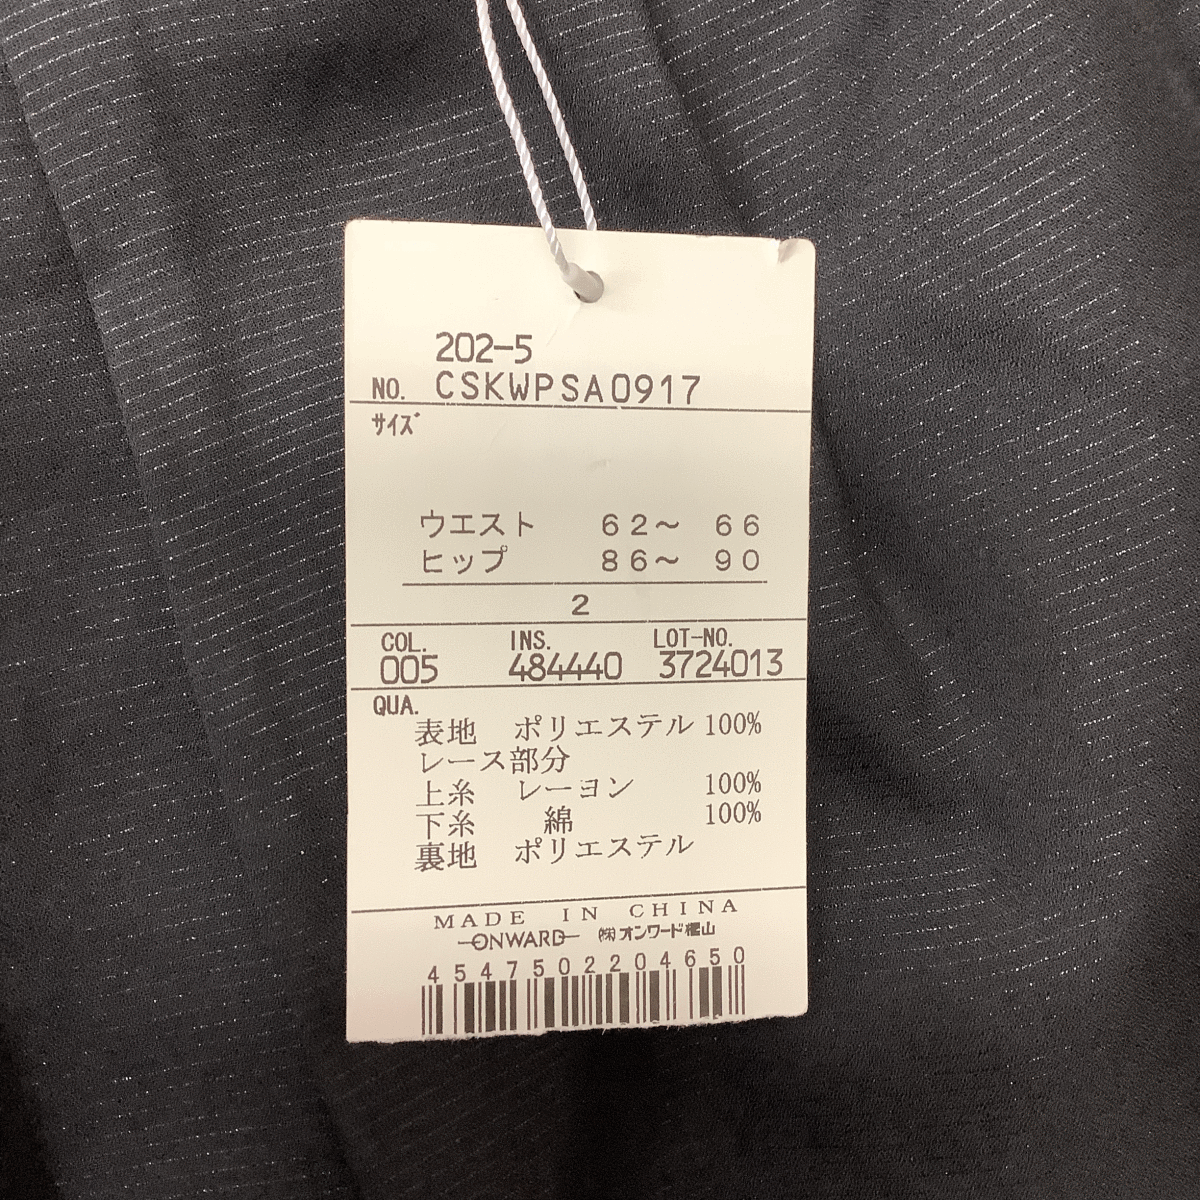 202-5
NO. CSKWPSA0917
ｻｲｽﾞ
ウエスト 62～ 66
ヒップ 86～ 90
2
COL. INS. LOT-NO.
005 484440 3724013
QUA.
表地 ポリエステル 100%
レース部分
上糸 レーヨン 100%
下糸 綿 100%
裏地 ポリエステル
MADE IN CHINA
ONWARD ㈱オンワード樫山
4547502204650